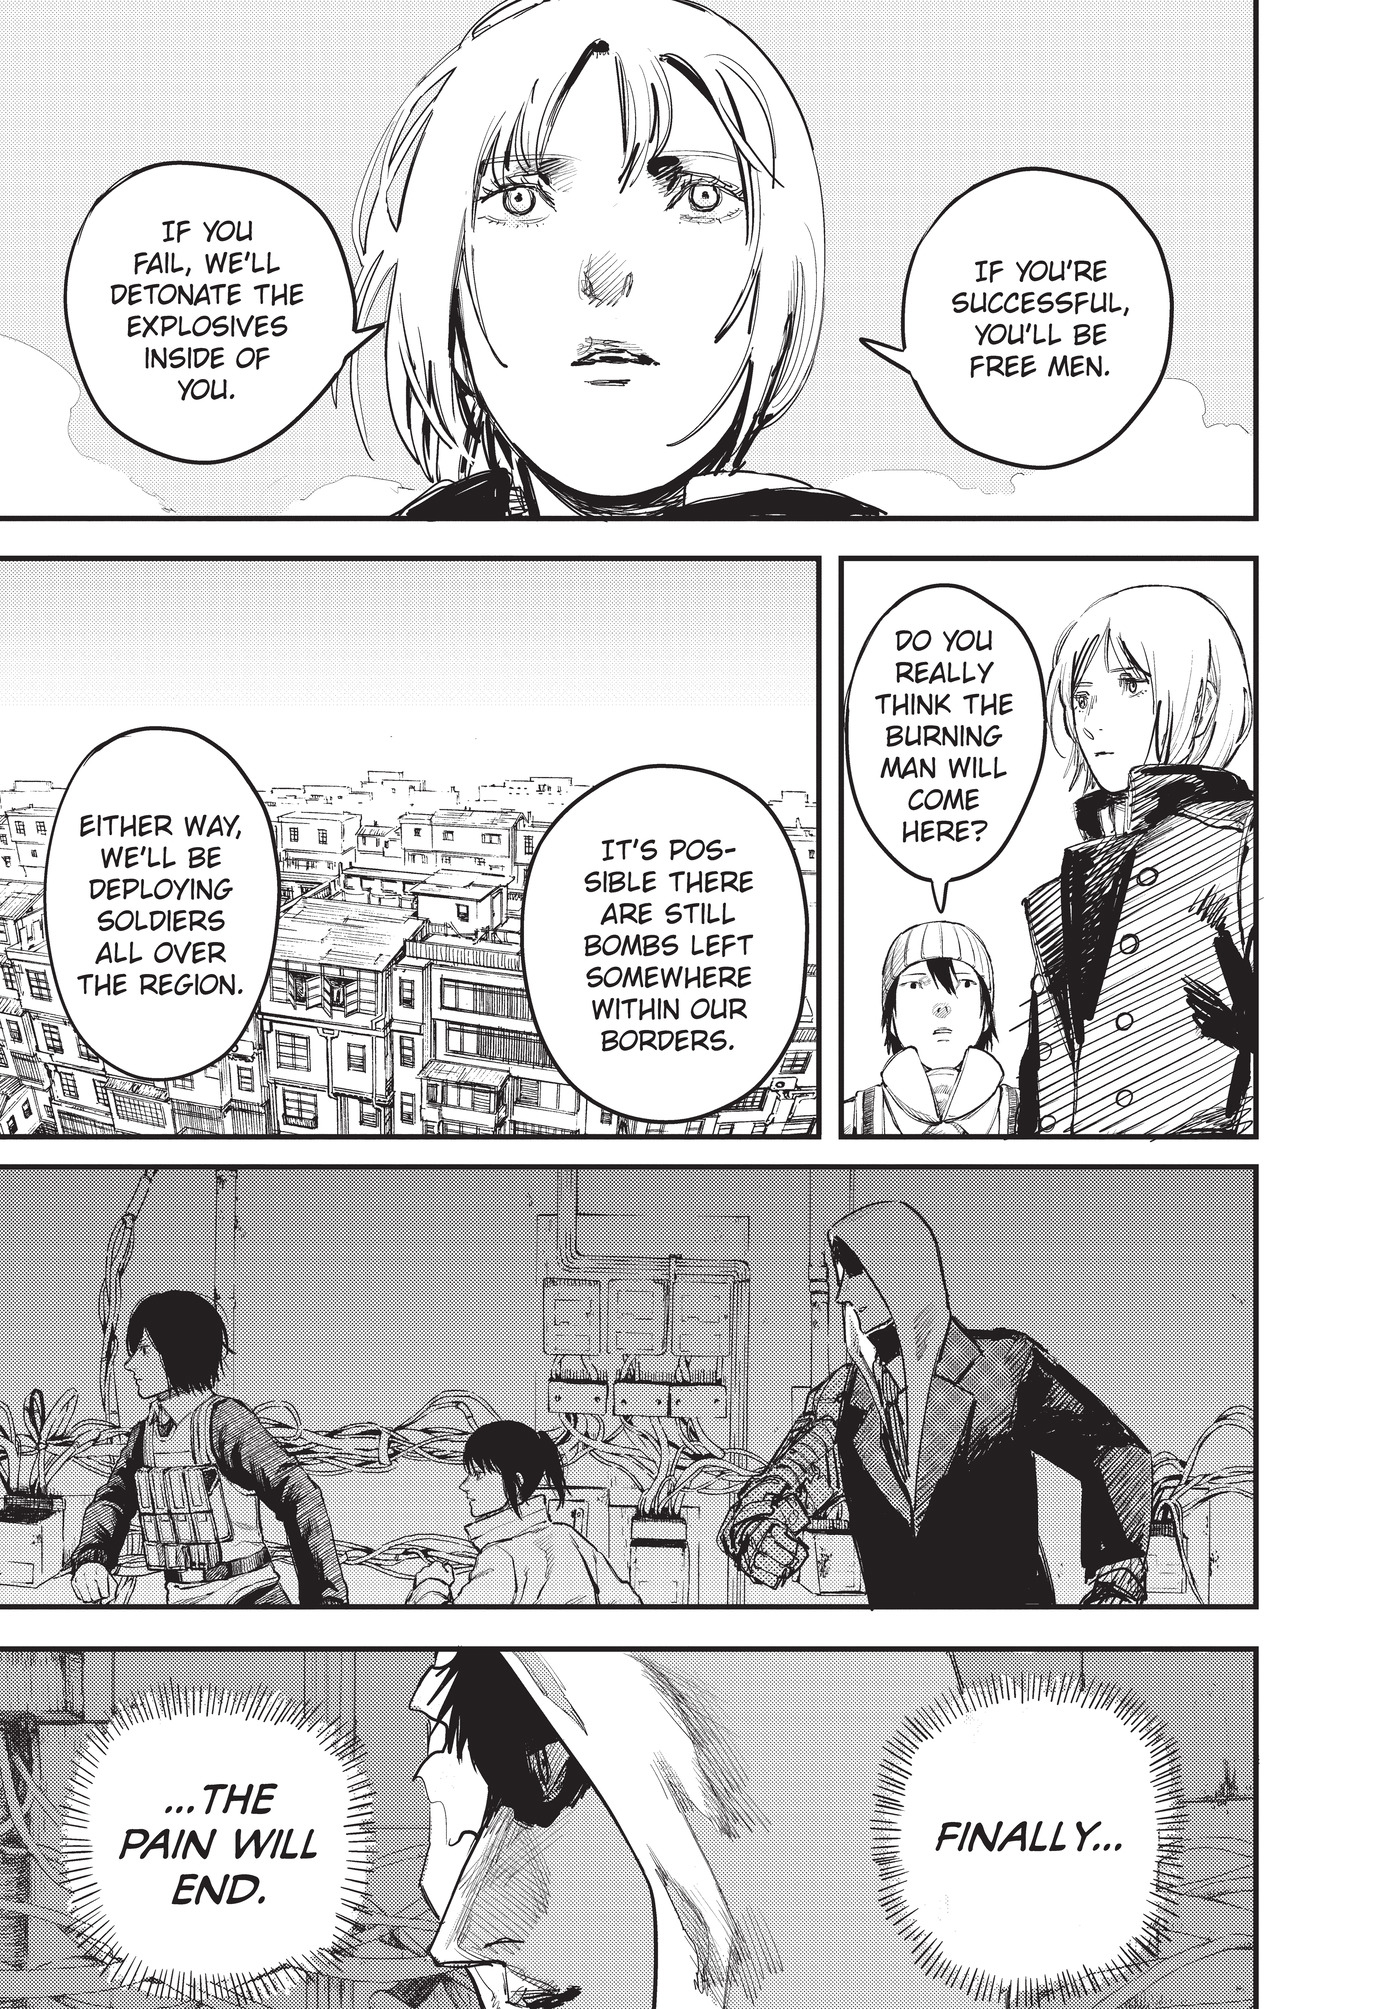 IF YOU'RE
SUCCESSFUL,
YOU'LL BE
FREE MEN.
IF YOU
FAIL, WE'LL
DETONATE THE
EXPLOSIVES
INSIDE OF
YOU.
DO YOU
REALLY
THINK THE
BURNING
MAN WILL
COME
HERE?
IT'S POS-
SIBLE THERE
ARE STILL
BOMBS LEFT
SOMEWHERE
WITHIN OUR
BORDERS.
EITHER WAY,
WE'LL BE
DEPLOYING
SOLDIERS
ALL OVER
THE REGION.
FINALLY...
...THE
PAIN WILL
END.